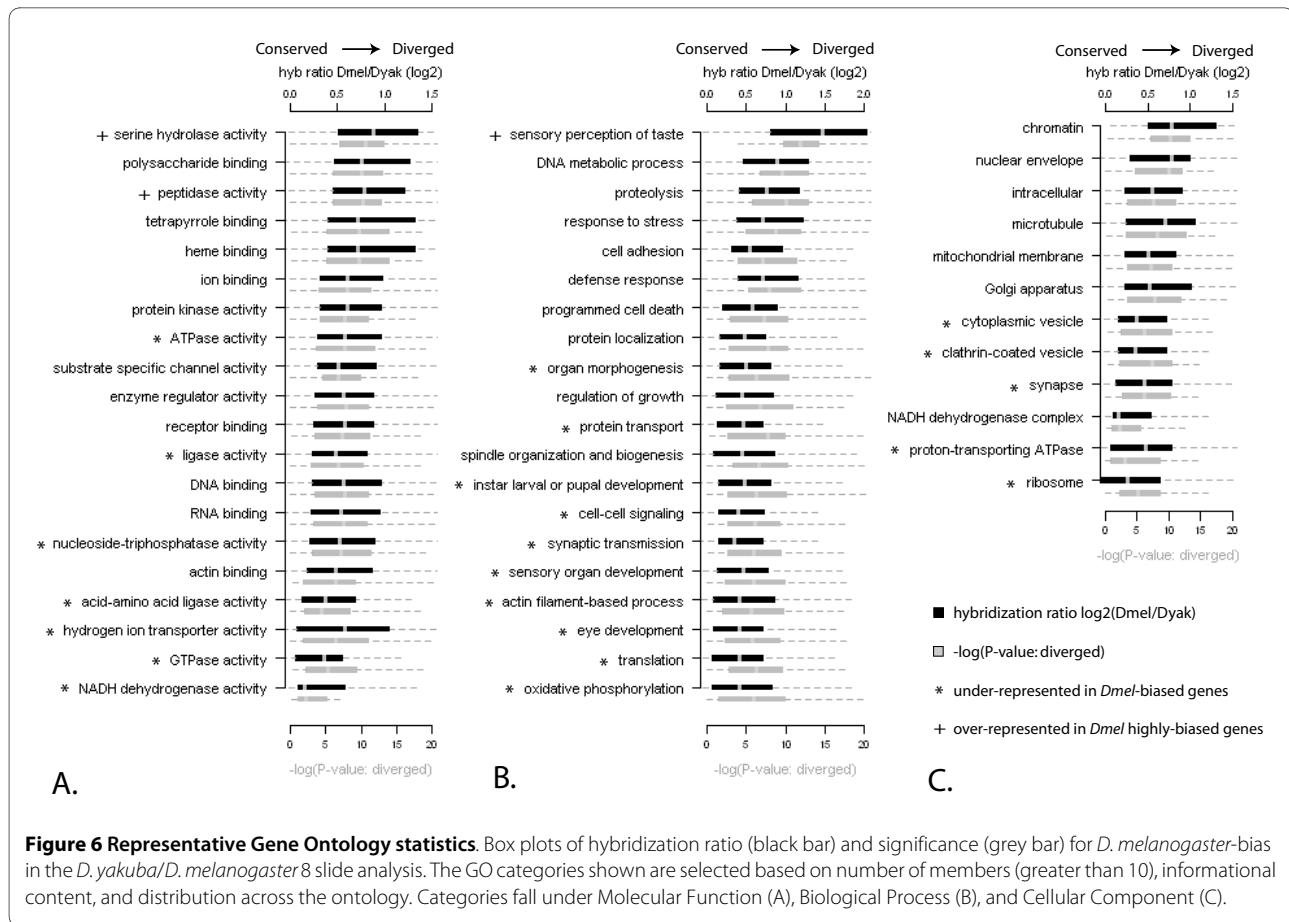 Conserved → Diverged
hyb ratio Dmel/Dyak (log2)
0.0 0.5 1.0 1.5
+ serine hydrolase activity
polysaccharide binding
+ peptidase activity
tetrapyrrole binding
heme binding
ion binding
protein kinase activity
* ATPase activity
substrate specific channel activity
enzyme regulator activity
receptor binding
* ligase activity
DNA binding
RNA binding
* nucleoside-triphosphatase activity
actin binding
* acid-amino acid ligase activity
* hydrogen ion transporter activity
* GTPase activity
* NADH dehydrogenase activity
0 5 10 15 20
-log(P-value: diverged)
A.
Conserved → Diverged
hyb ratio Dmel/Dyak (log2)
0.0 0.5 1.0 1.5 2.0
+ sensory perception of taste
DNA metabolic process
proteolysis
response to stress
cell adhesion
defense response
programmed cell death
protein localization
* organ morphogenesis
regulation of growth
* protein transport
spindle organization and biogenesis
* instar larval or pupal development
* cell-cell signaling
* synaptic transmission
* sensory organ development
* actin filament-based process
* eye development
* translation
* oxidative phosphorylation
0 5 10 15 20
-log(P-value: diverged)
B.
Conserved → Diverged
hyb ratio Dmel/Dyak (log2)
0.0 0.5 1.0 1.5
chromatin
nuclear envelope
intracellular
microtubule
mitochondrial membrane
Golgi apparatus
* cytoplasmic vesicle
* clathrin-coated vesicle
* synapse
NADH dehydrogenase complex
* proton-transporting ATPase
* ribosome
0 5 10 15 20
-log(P-value: diverged)
hybridization ratio log2(Dmel/Dyak)
-log(P-value: diverged)
* under-represented in Dmel-biased genes
+ over-represented in Dmel highly-biased genes
C.
Figure 6 Representative Gene Ontology statistics. Box plots of hybridization ratio (black bar) and significance (grey bar) for D. melanogaster-bias
in the D. yakuba/D. melanogaster 8 slide analysis. The GO categories shown are selected based on number of members (greater than 10), informational
content, and distribution across the ontology. Categories fall under Molecular Function (A), Biological Process (B), and Cellular Component (C).